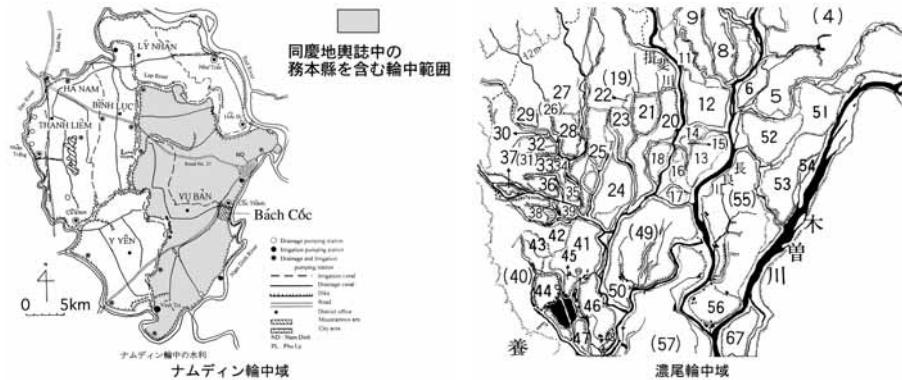 同慶地輿誌中の
務本縣を含む輪中範囲
LÝ NHÂN
HÀ NAM
BÌNH LỤC
THANH LIÊM
VỤ BẢN
Bách Cốc
Ý YÊN
0 5km
Drainage pumping station
Irrigation pumping station
Drainage and Irrigation
pumping station
Irrigation canal
Drainage canal
Dike
Road
District office
Mountainous area
City area
ND : Nam Dinh
PL : Phu Ly
ナムディン輪中の水利
ナムディン輪中域
9
(4)
(8)
27
(19)
11
6
5
22
12
51
26
29
23
21
20
28
52
30
32
14
15
37
(31)
33
34
25
18
13
54
16
36
35
24
53
17
長
(55)
38
39
42
(49)
木
曽
川
43
41
45
(40)
44
50
46
56
47
(57)
67
養
濃尾輪中域